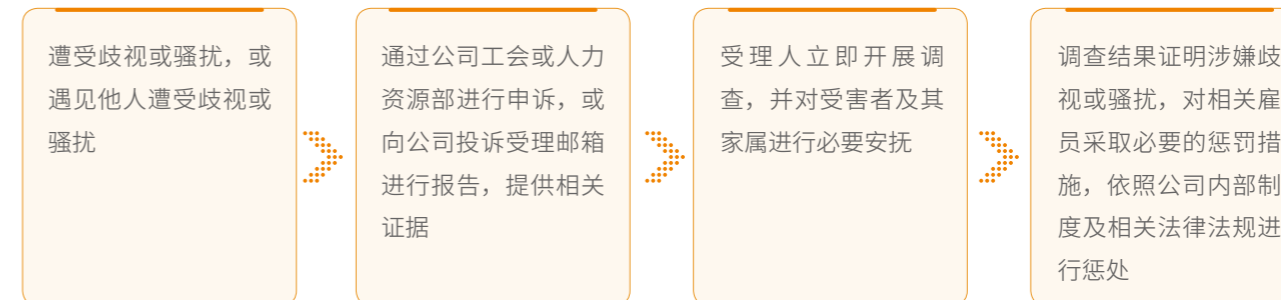 遭受歧视或骚扰，或
遇见他人遭受歧视或
骚扰
通过公司工会或人力
资源部进行申诉，或
向公司投诉受理邮箱
进行报告，提供相关
证据
受理人立即开展调
查，并对受害者及其
家属进行必要安抚
调查结果证明涉嫌歧
视或骚扰，对相关雇
员采取必要的惩罚措
施，依照公司内部制
度及相关法律法规进
行惩处